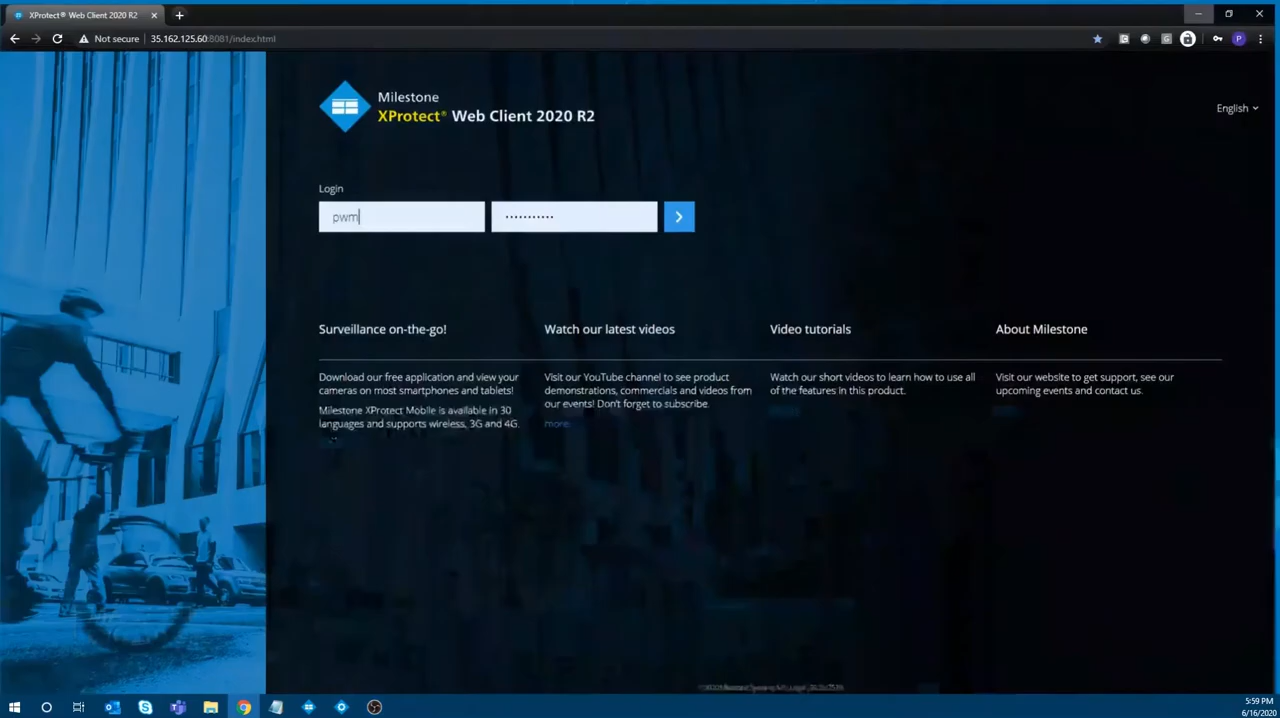 XProtect® Web Client 2020 R2
Not secure
35.162.125.60:8081/index.html
Milestone
XProtect® Web Client 2020 R2
English
Login
pwm
Surveillance on-the-go!
Watch our latest videos
Video tutorials
About Milestone
Download our free application and view your
cameras on most smartphones and tablets!
Milestone XProtect Mobile is available in 30
languages and supports wireless, 3G and 4G.
Visit our YouTube channel to see product
demonstrations, commercials and videos from
our events! Don't forget to subscribe.
more
Watch our short videos to learn how to use all
of the features in this product.
Visit our website to get support, see our
upcoming events and contact us.
5:59 PM
6/16/2020